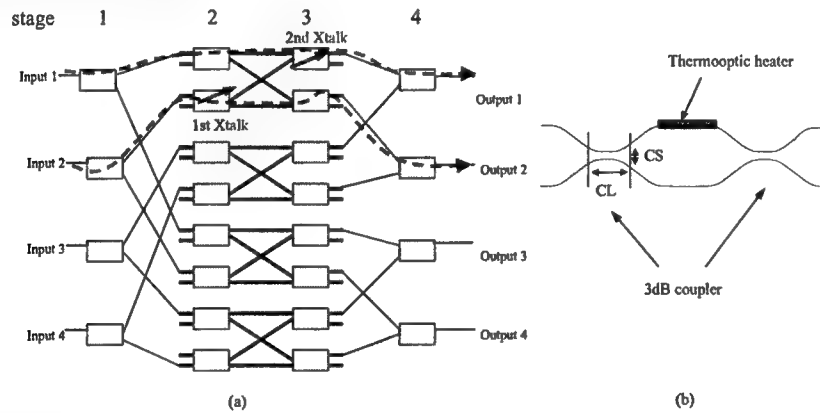 stage 1 2 3 4
2nd Xtalk
Input 1
Output 1
1st Xtalk
Input 2
Output 2
Input 3
Output 3
Input 4
Output 4
(a)
Thermooptic heater
CS
CL
3dB coupler
(b)